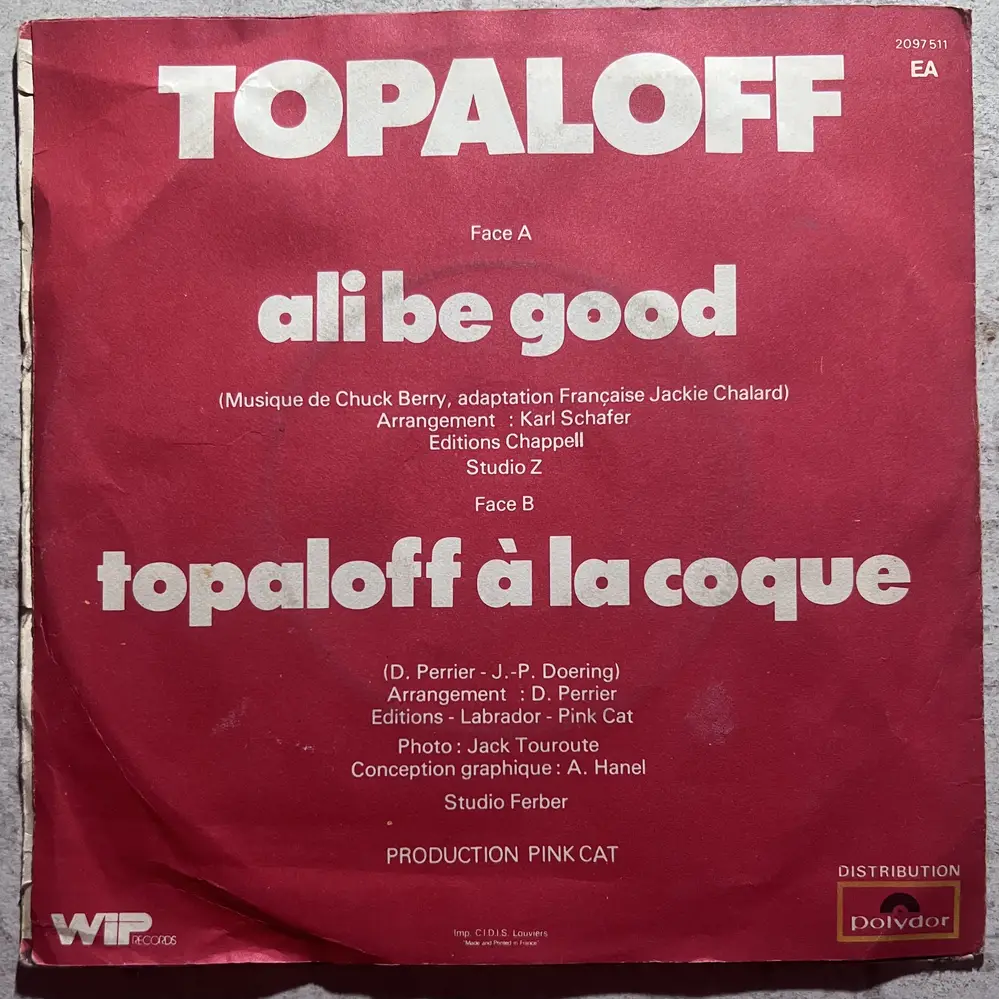 2097 511
EA
TOPALOFF
Face A
ali be good
(Musique de Chuck Berry, adaptation Française Jackie Chalard)
Arrangement : Karl Schafer
Editions Chappell
Studio Z
Face B
topaloff à la coque
(D. Perrier - J.-P. Doering)
Arrangement : D. Perrier
Editions - Labrador - Pink Cat
Photo : Jack Touroute
Conception graphique : A. Hanel
Studio Ferber
PRODUCTION PINK CAT
DISTRIBUTION
polydor
WIP RECORDS
Imp. C.I.D.I.S. Louviers
"Made and Printed in France"